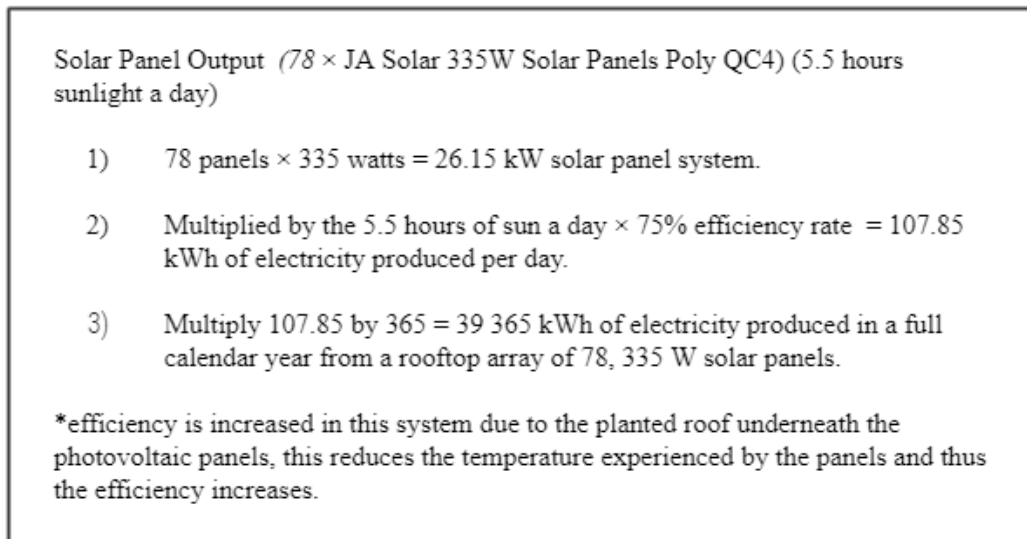 Solar Panel Output (78 × JA Solar 335W Solar Panels Poly QC4) (5.5 hours
sunlight a day)
1) 78 panels × 335 watts = 26.15 kW solar panel system.
2) Multiplied by the 5.5 hours of sun a day × 75% efficiency rate = 107.85
kWh of electricity produced per day.
3) Multiply 107.85 by 365 = 39 365 kWh of electricity produced in a full
calendar year from a rooftop array of 78, 335 W solar panels.
*efficiency is increased in this system due to the planted roof underneath the
photovoltaic panels, this reduces the temperature experienced by the panels and thus
the efficiency increases.